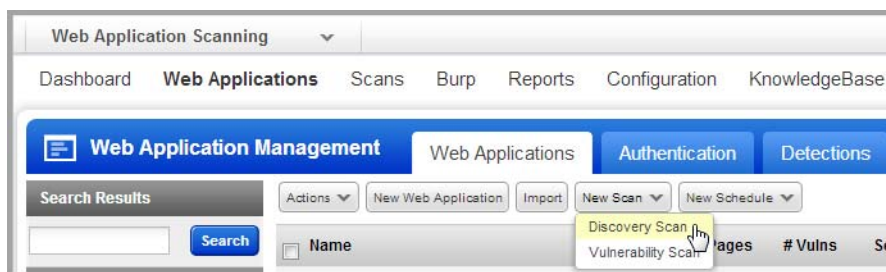 Web Application Scanning
Dashboard Web Applications Scans Burp Reports Configuration KnowledgeBase
Web Application Management Web Applications Authentication Detections
Search Results Actions New Web Application Import New Scan New Schedule
Discovery Scan
Search Name Pages # Vulns
Vulnerability Scan